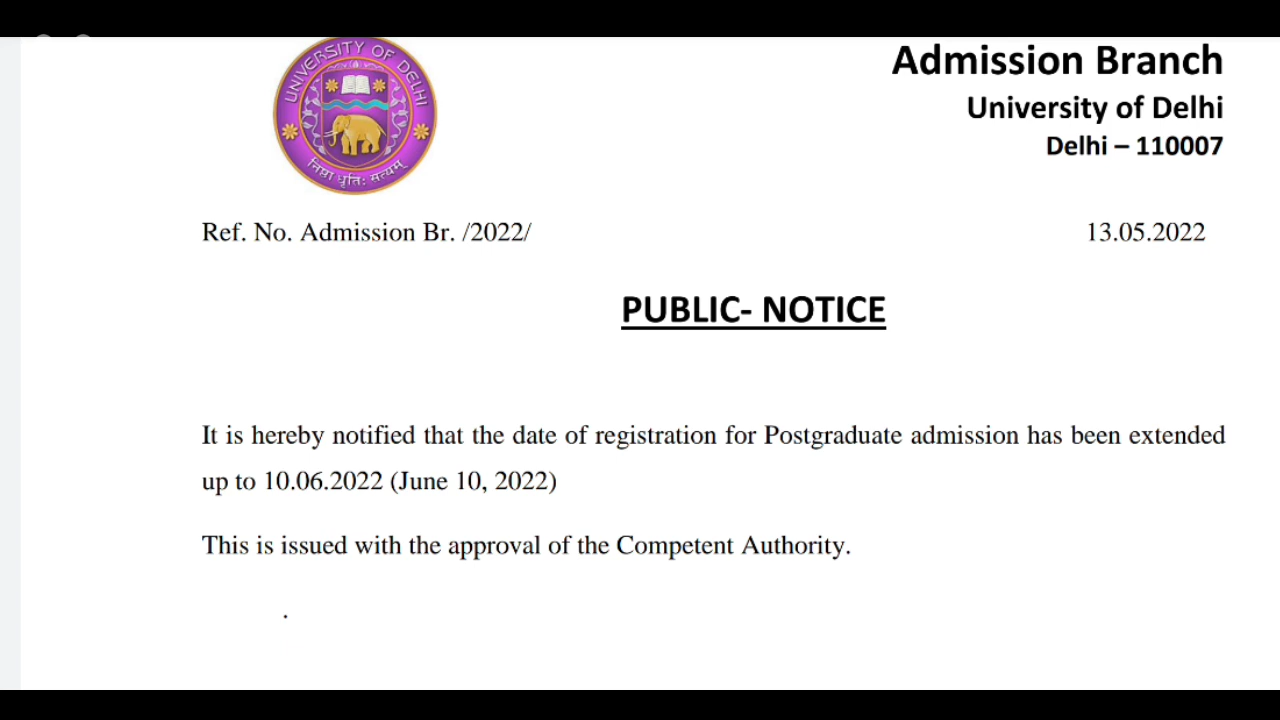 UNIVERSITY OF DELHI
निष्ठा धृति: सत्यम्
Admission Branch
University of Delhi
Delhi – 110007
Ref. No. Admission Br. /2022/
13.05.2022
PUBLIC- NOTICE
It is hereby notified that the date of registration for Postgraduate admission has been extended
up to 10.06.2022 (June 10, 2022)
This is issued with the approval of the Competent Authority.
.